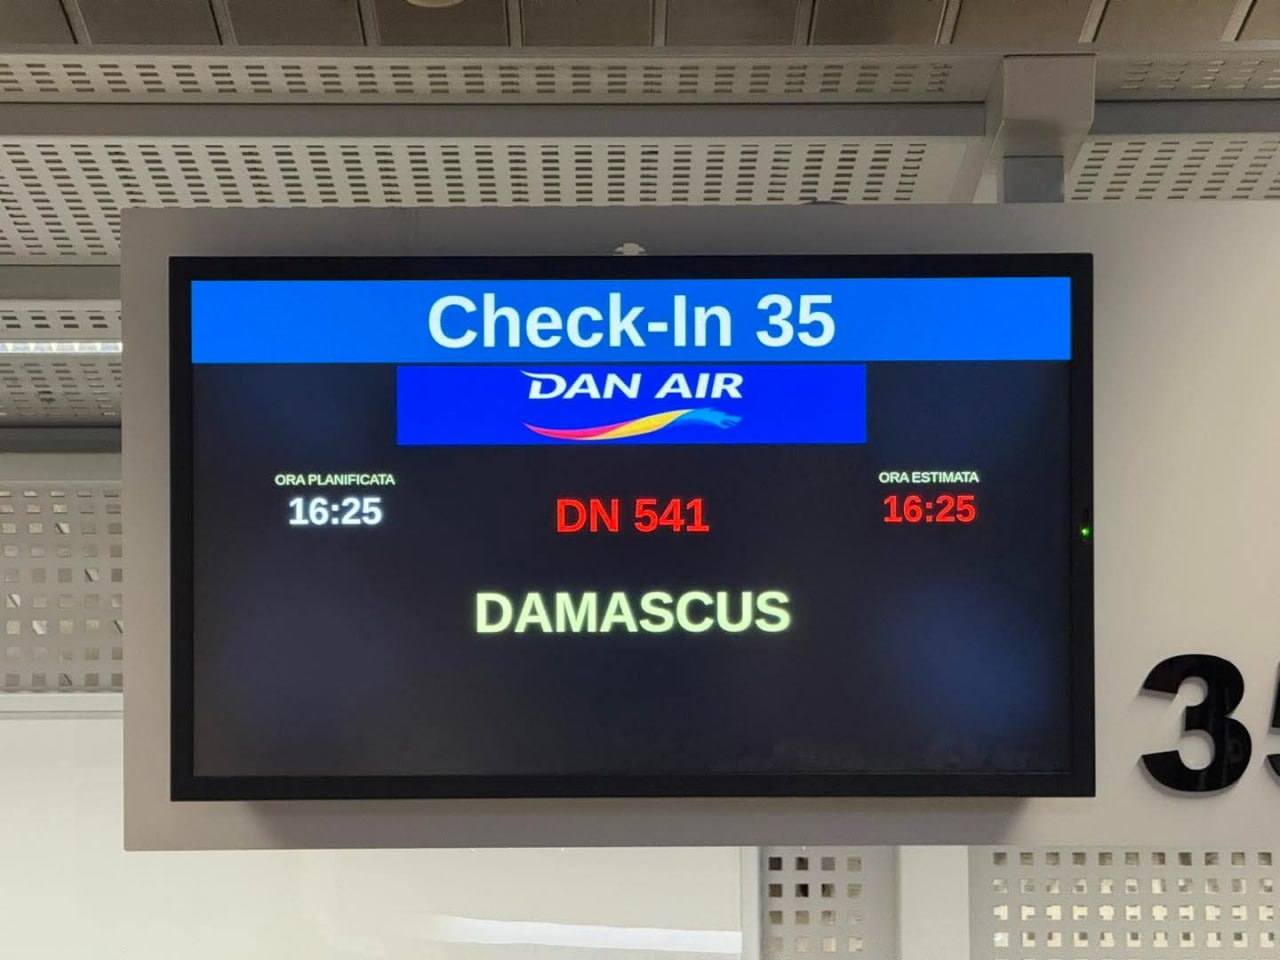 Check-In 35
DAN AIR
ORA PLANIFICATA
16:25
DN 541
ORA ESTIMATA
16:25
DAMASCUS
35